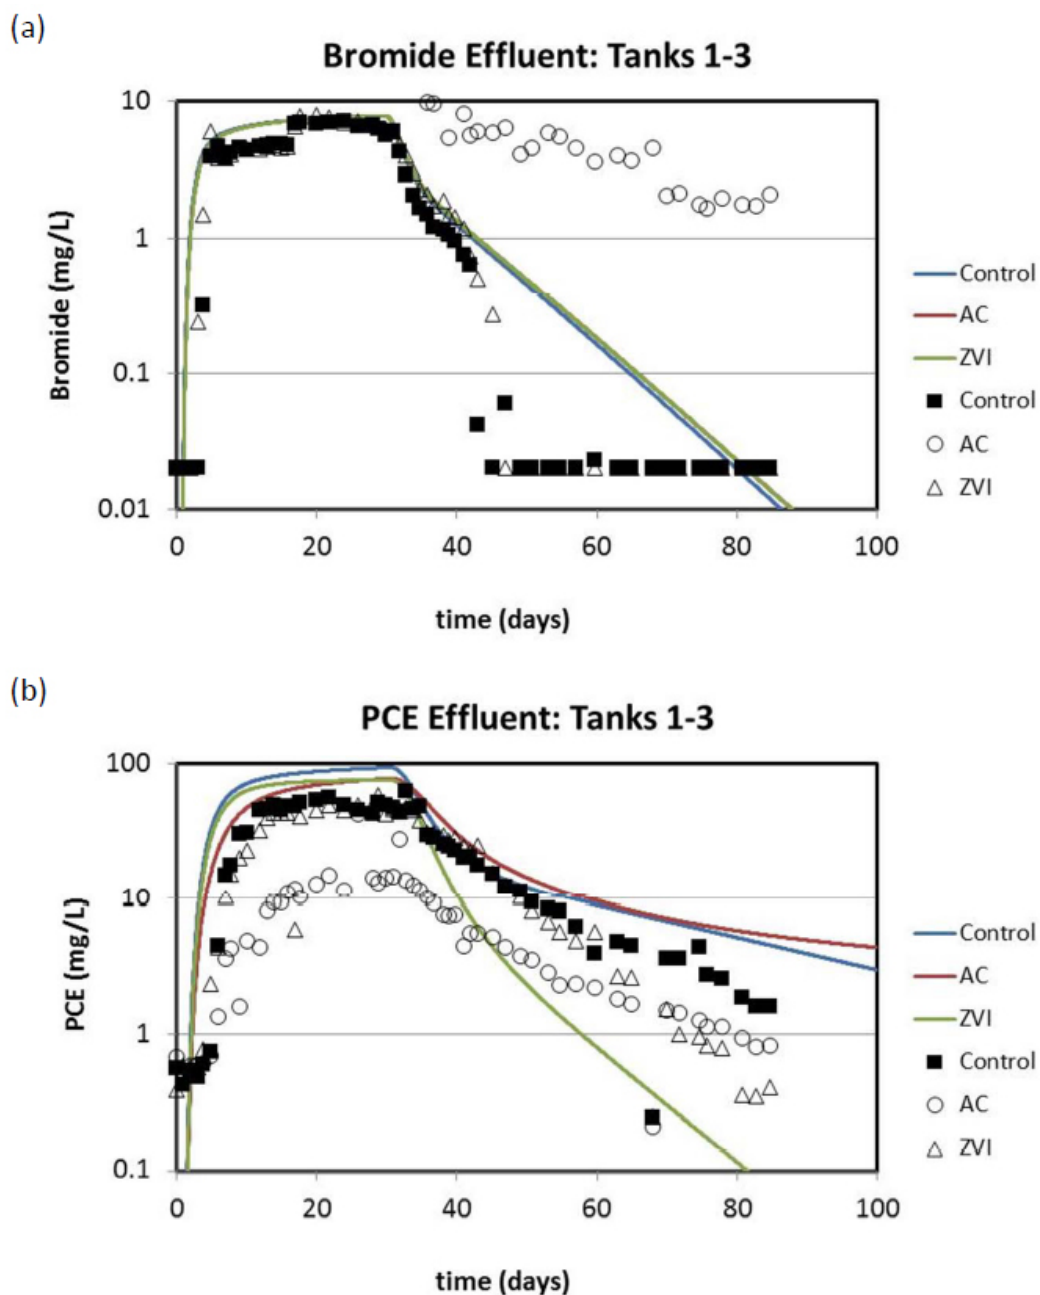 (a)
Bromide Effluent: Tanks 1-3
10
1
0.1
0.01
Bromide (mg/L)
0 20 40 60 80 100
time (days)
Control
AC
ZVI
Control
AC
ZVI
(b)
PCE Effluent: Tanks 1-3
100
10
1
0.1
PCE (mg/L)
0 20 40 60 80 100
time (days)
Control
AC
ZVI
Control
AC
ZVI